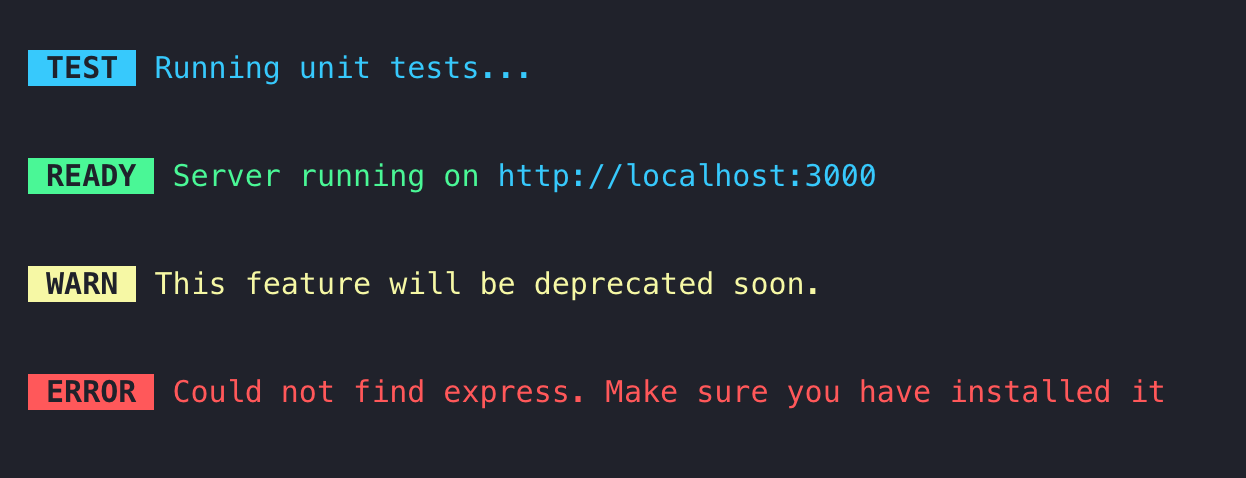 TEST Running unit tests...
READY Server running on http://localhost:3000
WARN This feature will be deprecated soon.
ERROR Could not find express. Make sure you have installed it